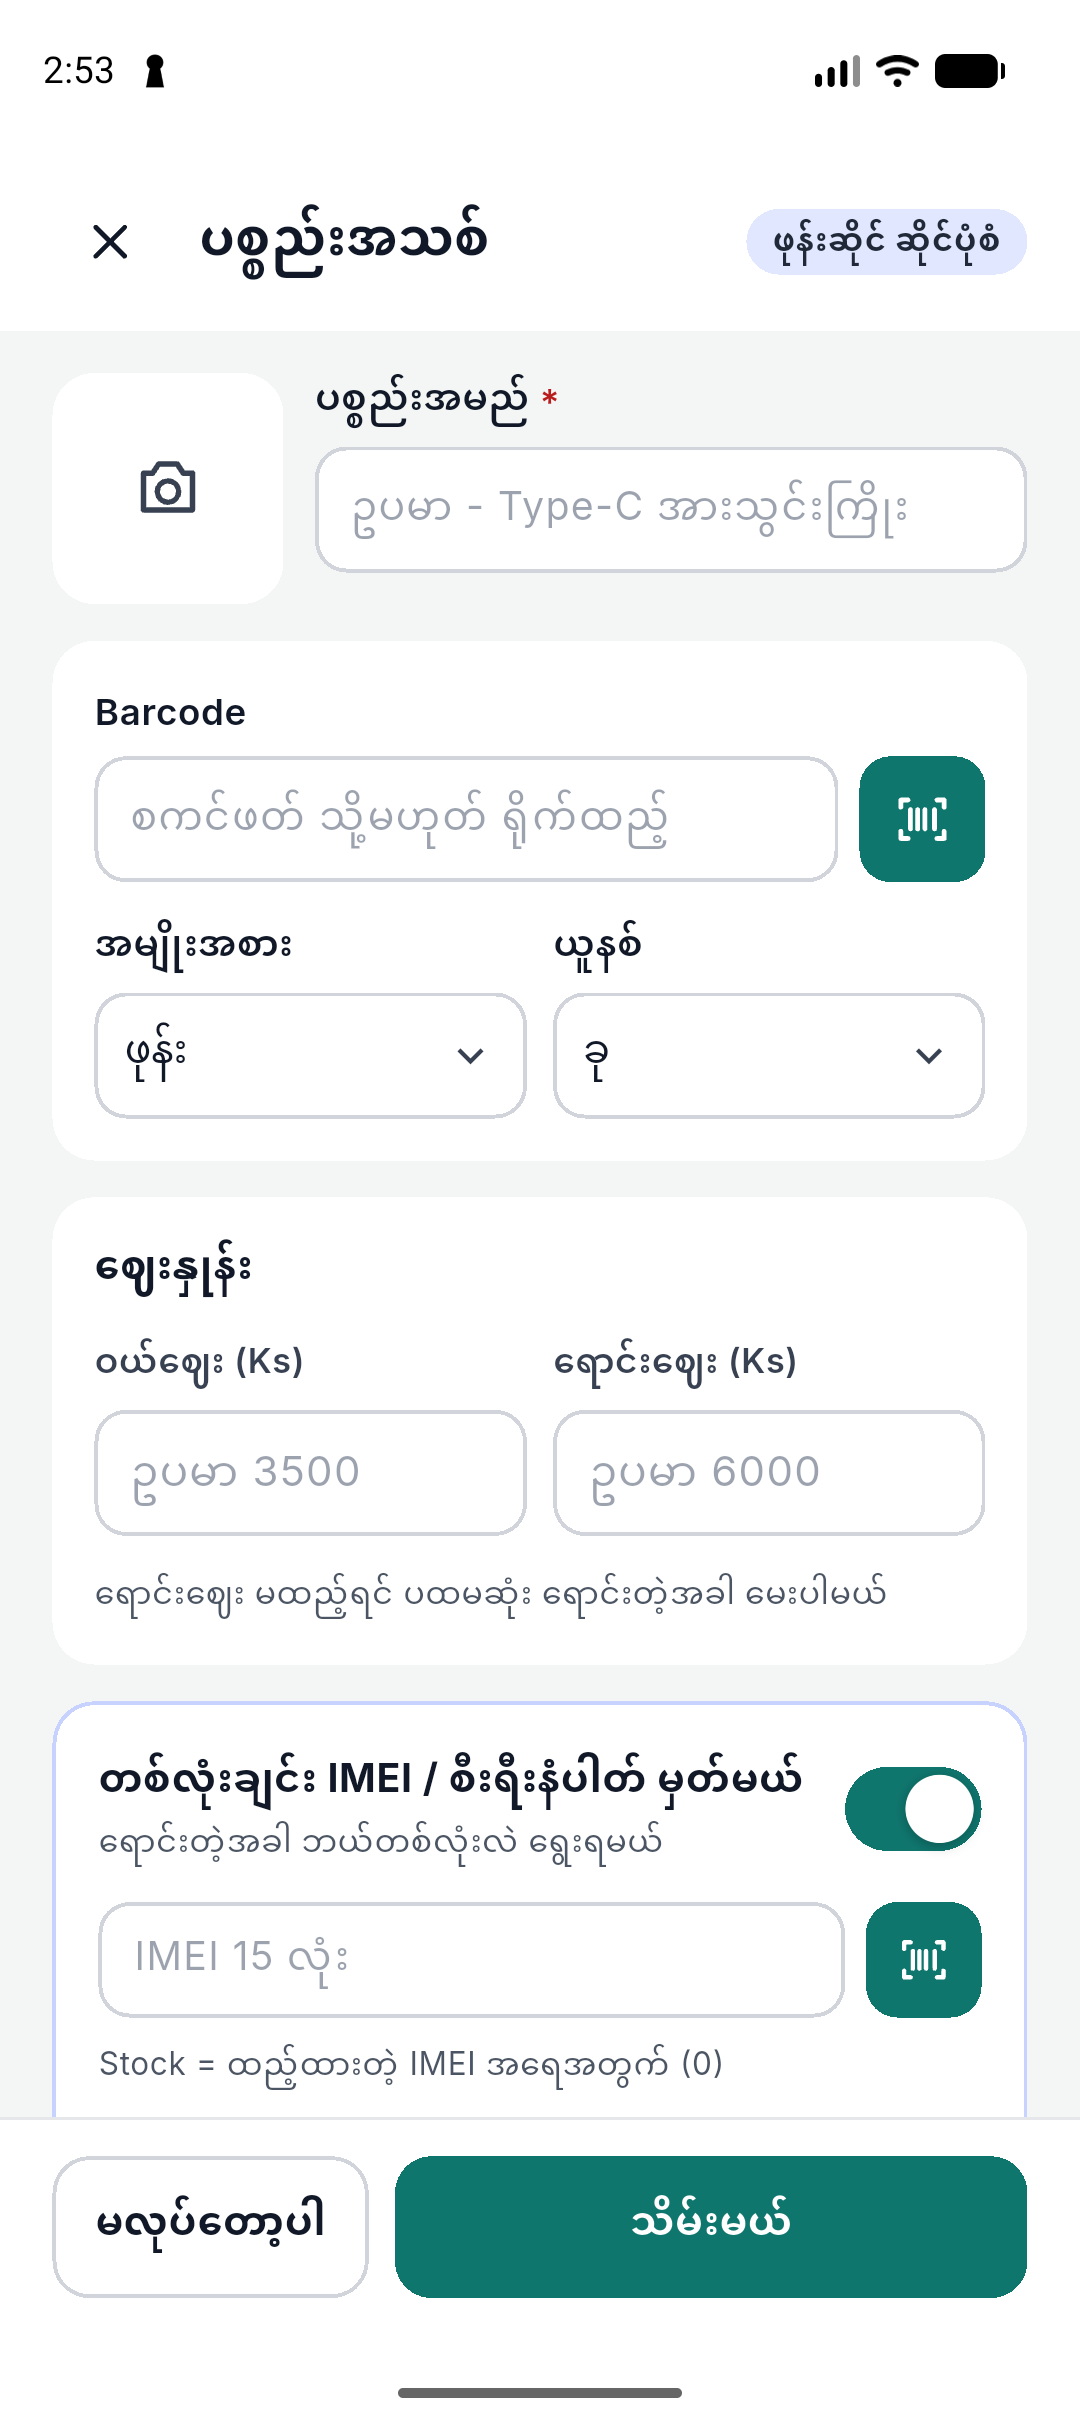 2:53
ပစ္စည်းအသစ်
ဖုန်းဆိုင် ဆိုင်ပုံစံ
ပစ္စည်းအမည် *
ဥပမာ - Type-C အားသွင်းကြိုး
Barcode
စကင်ဖတ် သို့မဟုတ် ရိုက်ထည့်
အမျိုးအစား
ယူနစ်
ဖုန်း
ခု
ဈေးနှုန်း
ဝယ်ဈေး (Ks)
ရောင်းဈေး (Ks)
ဥပမာ 3500
ဥပမာ 6000
ရောင်းဈေး မထည့်ရင် ပထမဆုံး ရောင်းတဲ့အခါ မေးပါမယ်
တစ်လုံးချင်း IMEI / စီးရီးနံပါတ် မှတ်မယ်
ရောင်းတဲ့အခါ ဘယ်တစ်လုံးလဲ ရွေးရမယ်
IMEI 15 လုံး
Stock = ထည့်ထားတဲ့ IMEI အရေအတွက် (0)
မလုပ်တော့ပါ
သိမ်းမယ်